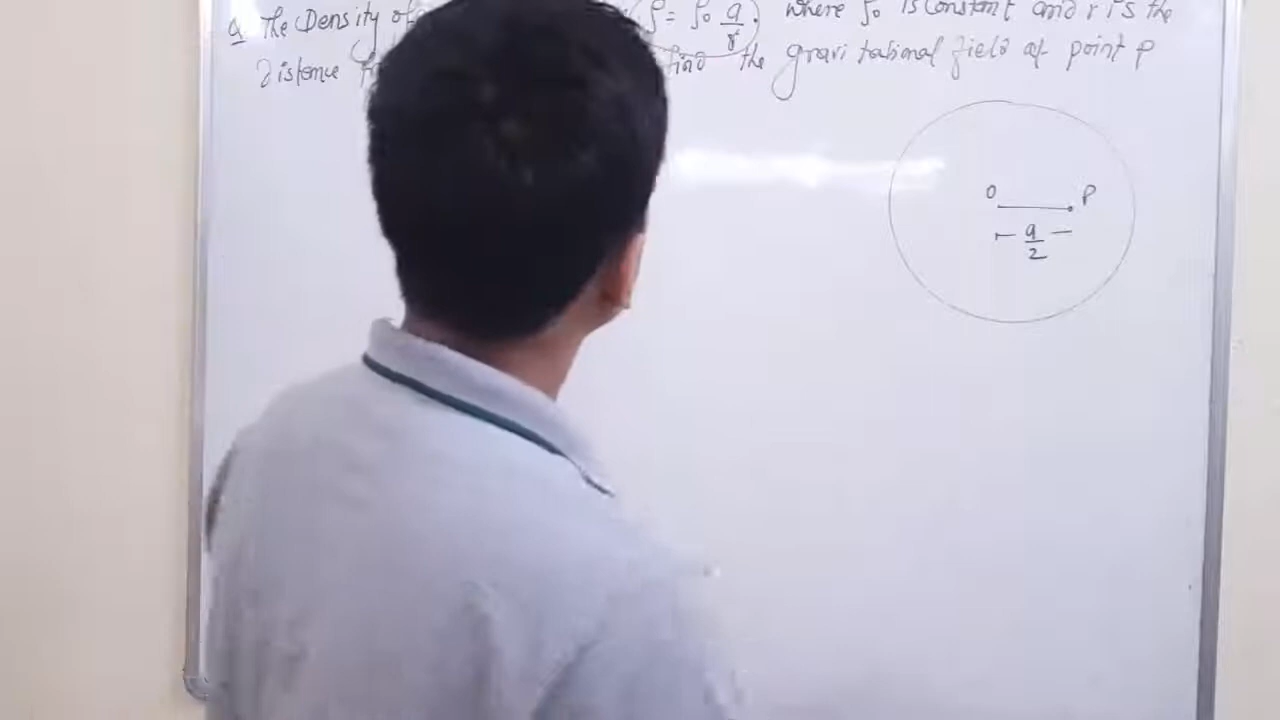 Q The Density of ρ = ρ₀ a/r, where ρ₀ is constant and r is the
Distance find the gravitational field at point P
O P
a/2